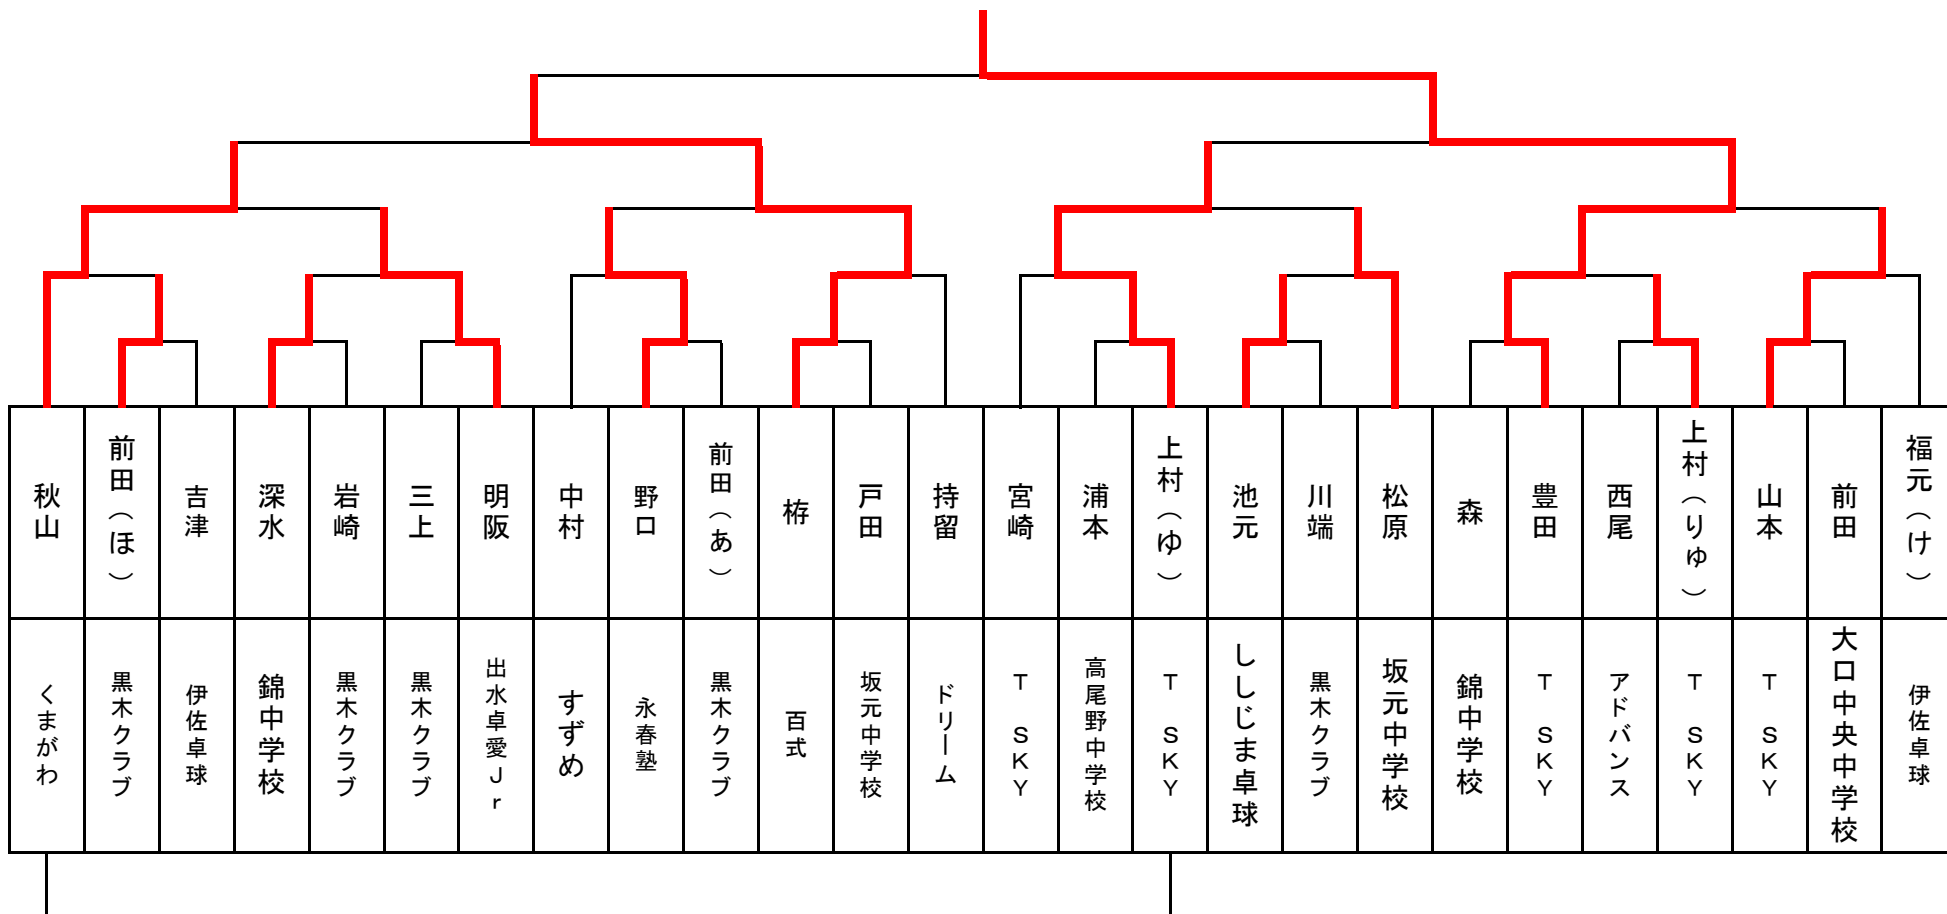 秋山
前田（ほ）
吉津
深水
岩崎
三上
明阪
中村
野口
前田（あ）
栫
戸田
持留
宮崎
浦本
上村（ゆ）
池元
川端
松原
森
豊田
西尾
上村（りゅ）
山本
前田
福元（け）
くまがわ
黒木クラブ
伊佐卓球
錦中学校
黒木クラブ
黒木クラブ
出水卓愛Jr
すずめ
永春塾
黒木クラブ
百式
坂元中学校
ドリーム
T SKY
高尾野中学校
T SKY
ししじま卓球
黒木クラブ
坂元中学校
錦中学校
T SKY
アドバンス
T SKY
T SKY
大口中央中学校
伊佐卓球